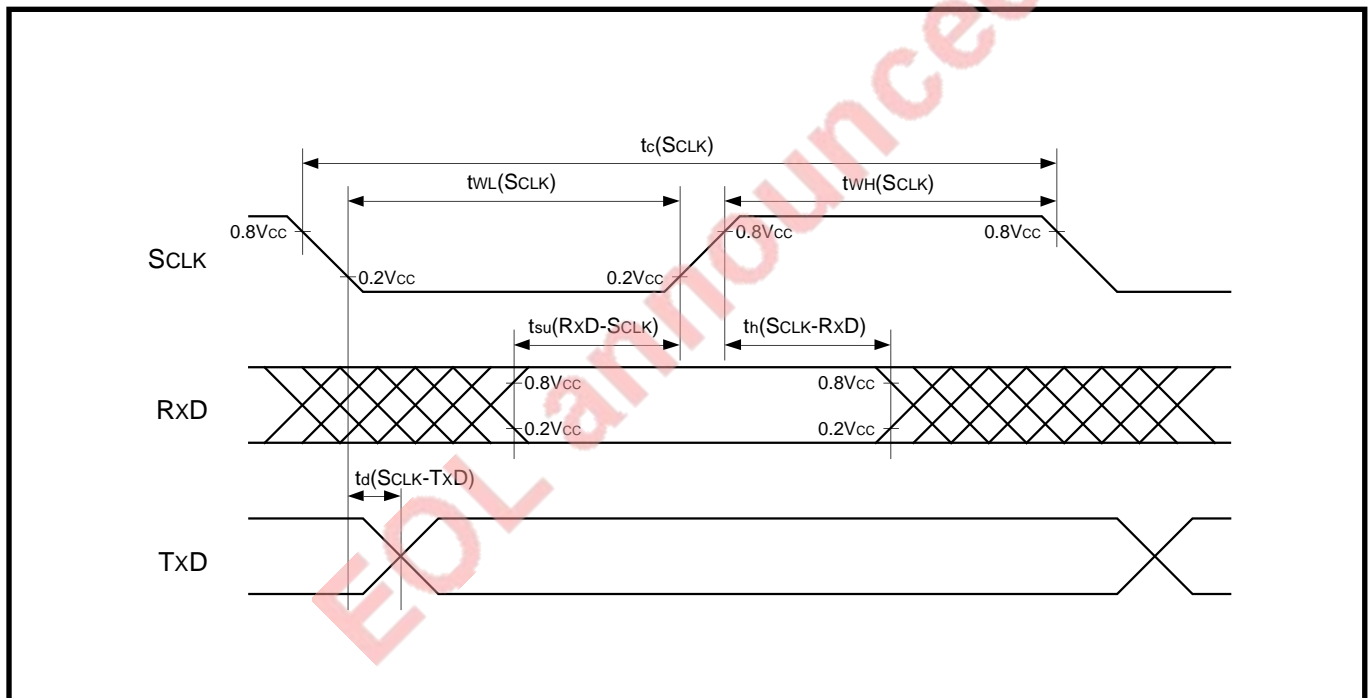 EOL announced
tc(SCLK)
tWL(SCLK) tWH(SCLK)
0.8VCC 0.8VCC 0.8VCC
SCLK
0.2VCC 0.2VCC
tsu(RXD-SCLK) th(SCLK-RXD)
0.8VCC 0.8VCC
RXD
0.2VCC 0.2VCC
td(SCLK-TXD)
TXD